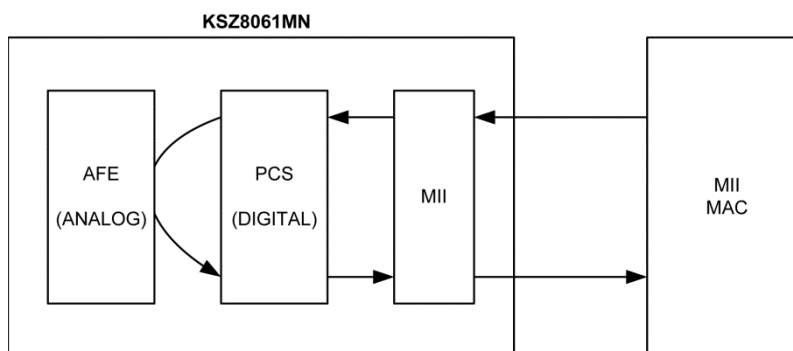 KSZ8061MN
AFE
(ANALOG)
PCS
(DIGITAL)
MII
MII
MAC